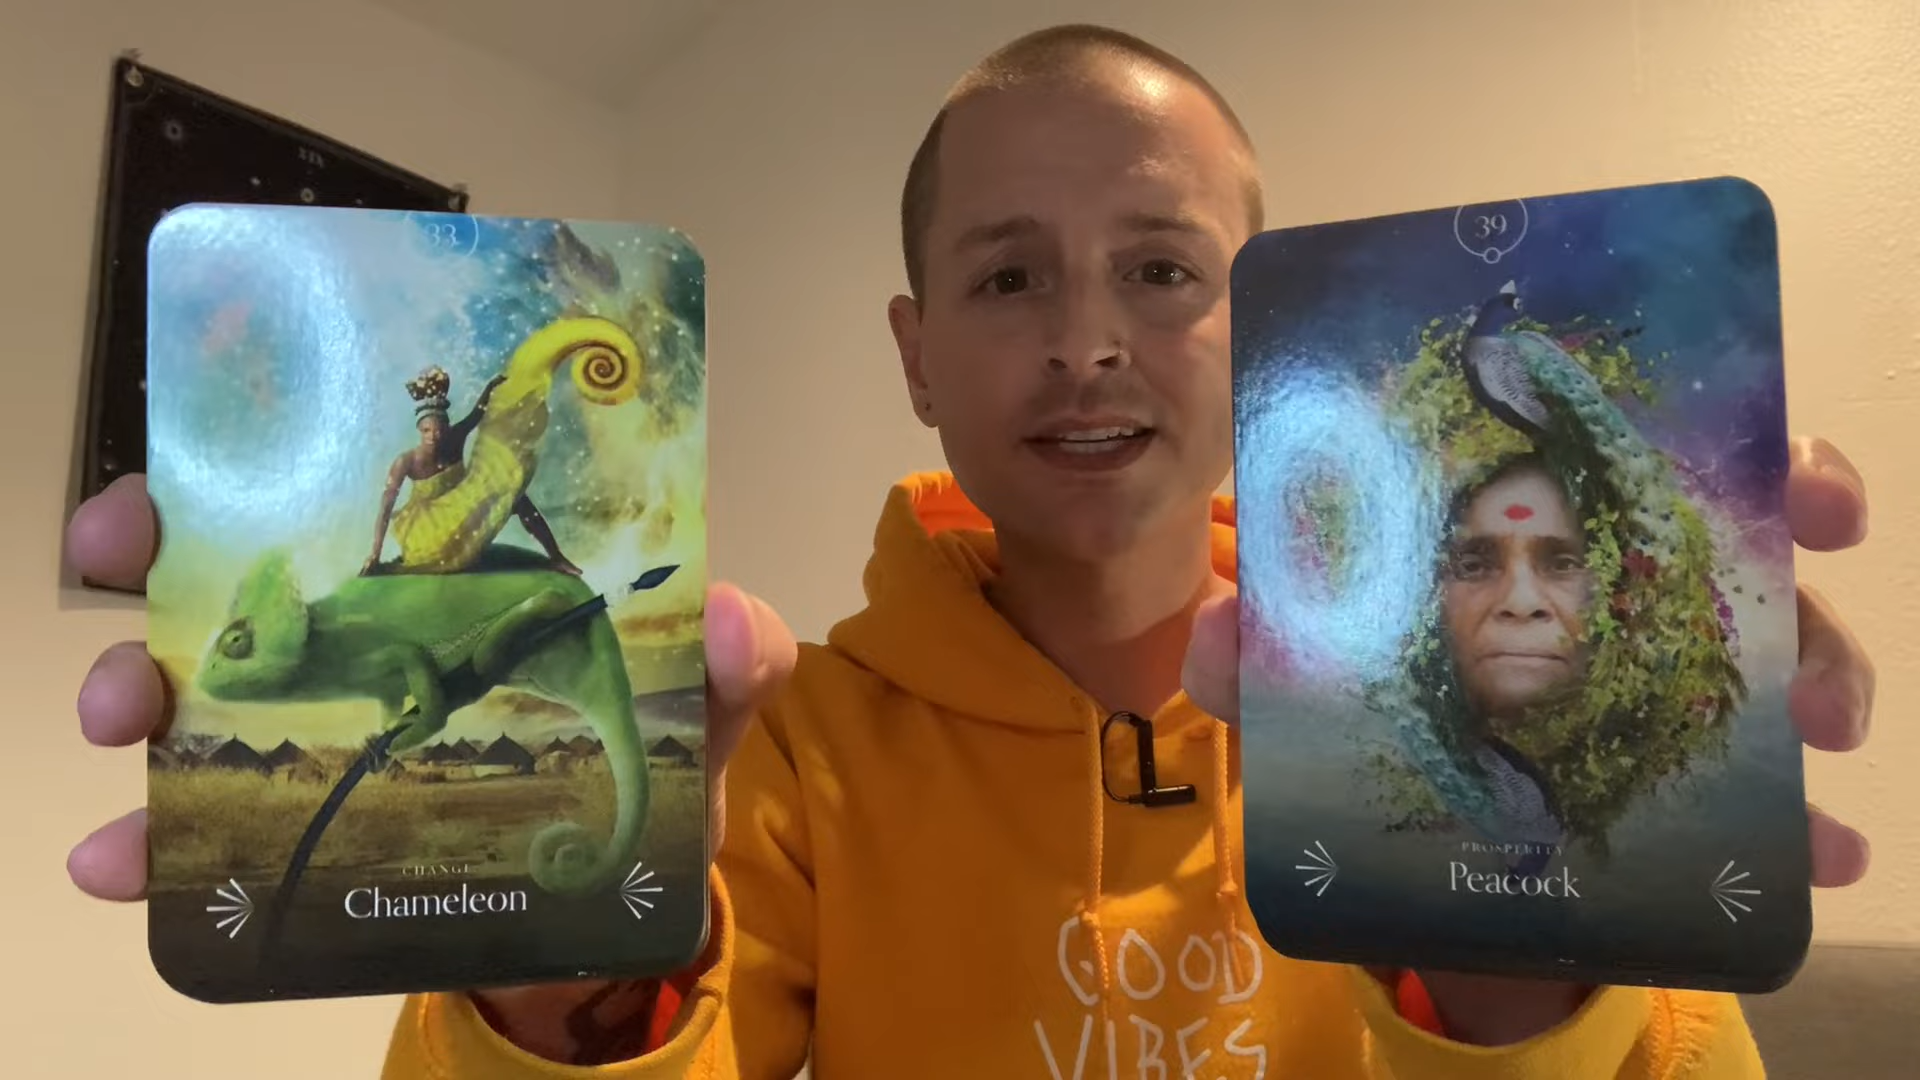 33
CHANGE
Chameleon
39
PROSPERITY
Peacock
GOOD
VIBES